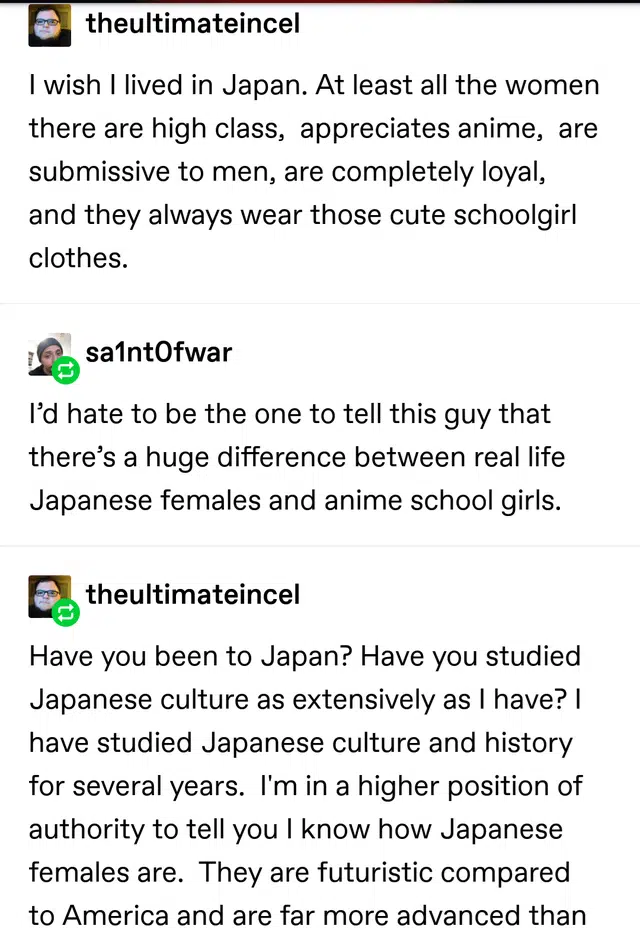 theultimateincel
I wish I lived in Japan. At least all the women
there are high class,  appreciates anime,  are
submissive to men, are completely loyal,
and they always wear those cute schoolgirl
clothes.
sa1nt0fwar
I’d hate to be the one to tell this guy that
there’s a huge difference between real life
Japanese females and anime school girls.
theultimateincel
Have you been to Japan? Have you studied
Japanese culture as extensively as I have? I
have studied Japanese culture and history
for several years.  I'm in a higher position of
authority to tell you I know how Japanese
females are.  They are futuristic compared
to America and are far more advanced than